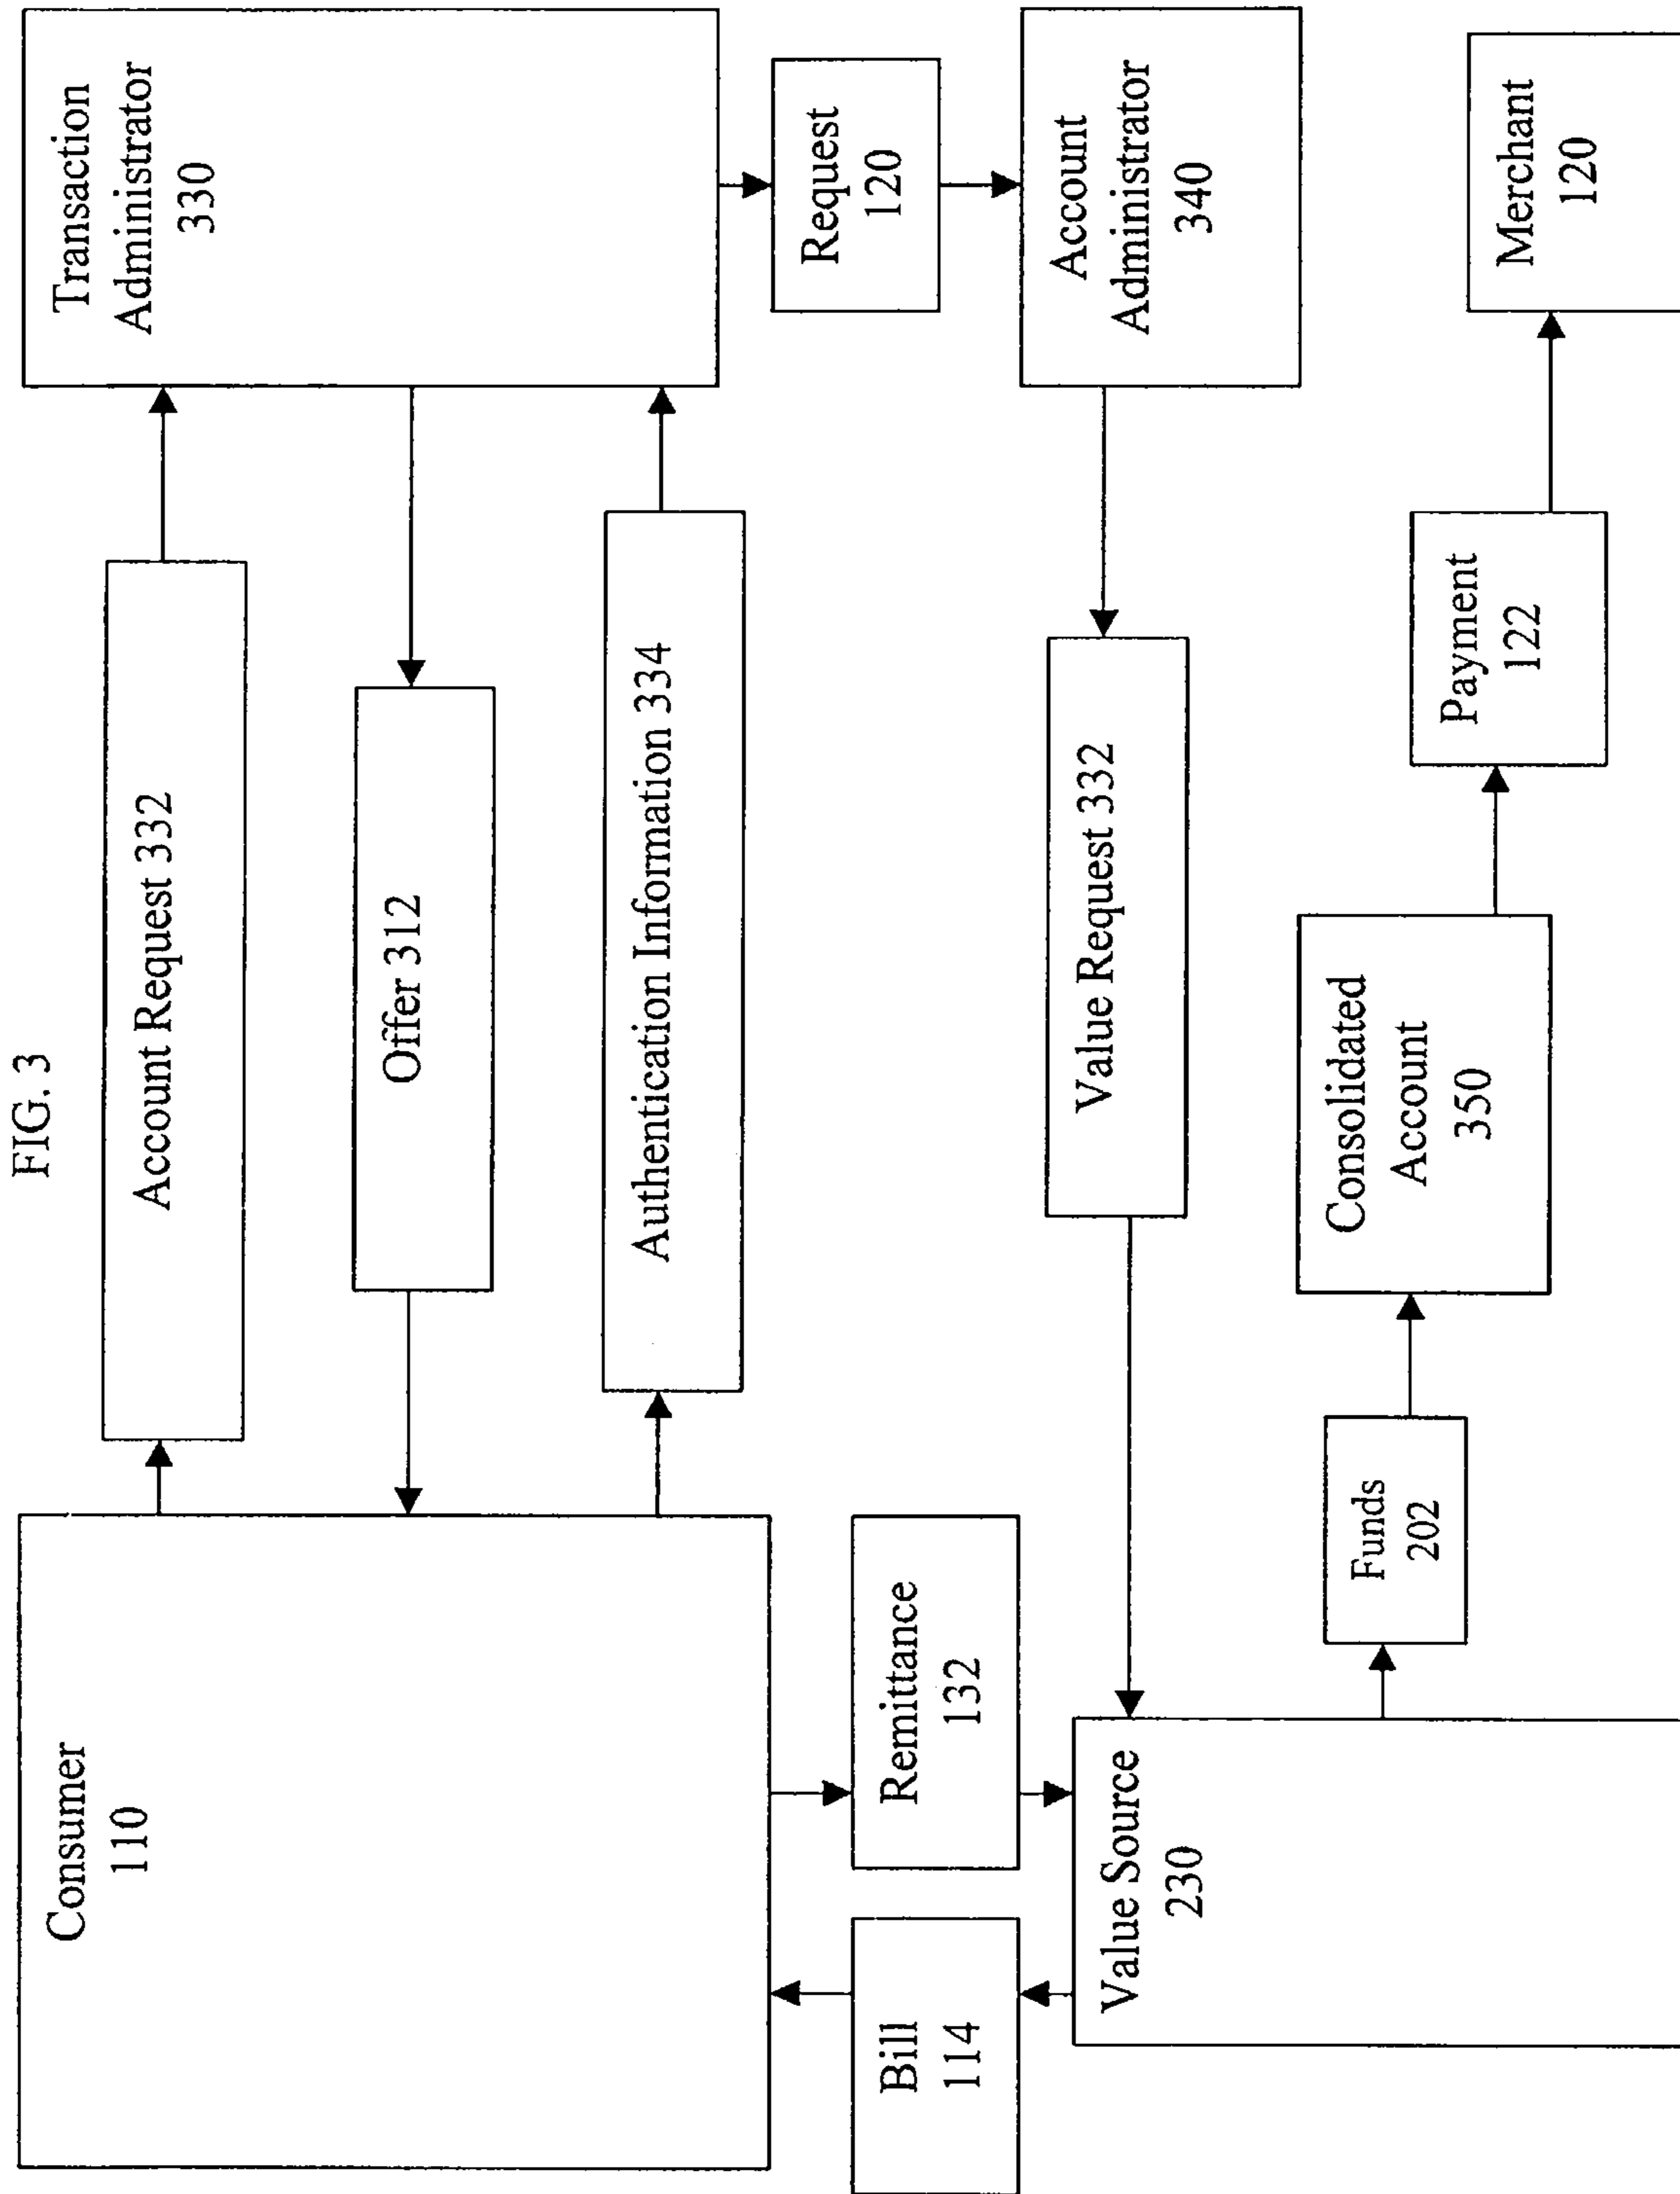 FIG. 3
Consumer
110
Account Request 332
Transaction
Administrator
330
Offer 312
Authentication Information 334
Bill
114
Remittance
132
Request
120
Value Source
230
Value Request 332
Account
Administrator
340
Funds
202
Consolidated
Account
350
Payment
122
Merchant
120